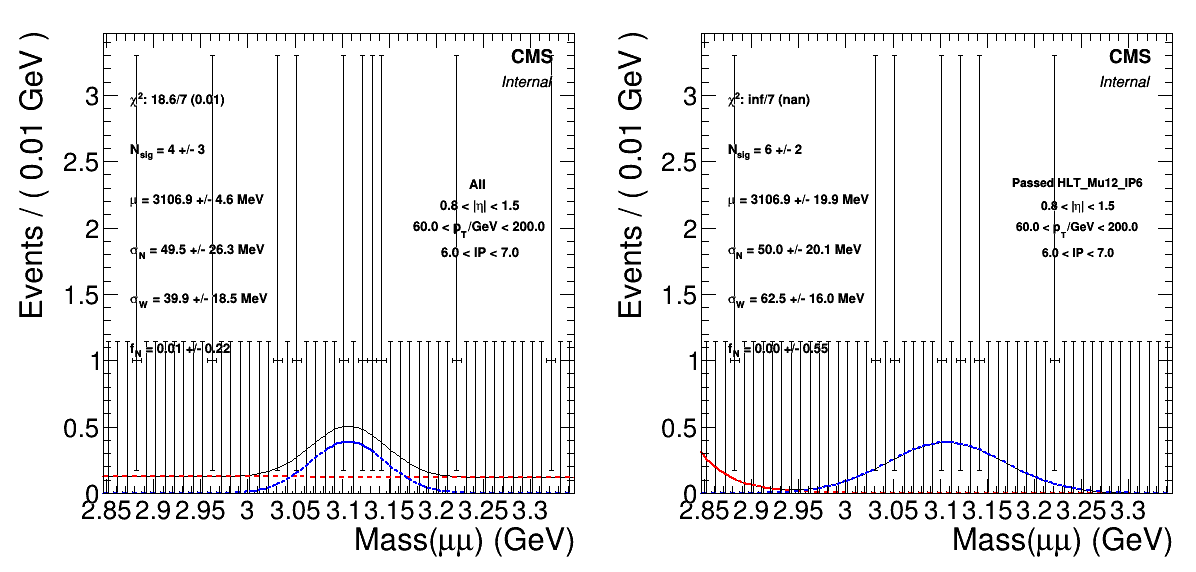 CMS
Internal
χ²: 18.6/7 (0.01)
N_sig = 4 +/- 3
All
μ = 3106.9 +/- 4.6 MeV
0.8 < |η| < 1.5
60.0 < p_T/GeV < 200.0
σ_N = 49.5 +/- 26.3 MeV
6.0 < IP < 7.0
σ_W = 39.9 +/- 18.5 MeV
f_N = 0.01 +/- 0.22
Events / ( 0.01 GeV )
3
2.5
2
1.5
1
0.5
0
2.85 2.9 2.95 3 3.05 3.1 3.15 3.2 3.25 3.3
Mass(μμ) (GeV)
CMS
Internal
χ²: inf/7 (nan)
N_sig = 6 +/- 2
Passed HLT_Mu12_IP6
μ = 3106.9 +/- 19.9 MeV
0.8 < |η| < 1.5
60.0 < p_T/GeV < 200.0
σ_N = 50.0 +/- 20.1 MeV
6.0 < IP < 7.0
σ_W = 62.5 +/- 16.0 MeV
f_N = 0.00 +/- 0.55
Events / ( 0.01 GeV )
3
2.5
2
1.5
1
0.5
0
2.85 2.9 2.95 3 3.05 3.1 3.15 3.2 3.25 3.3
Mass(μμ) (GeV)